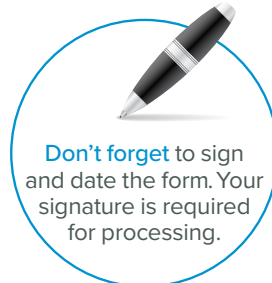 Don’t forget to sign
and date the form. Your
signature is required
for processing.